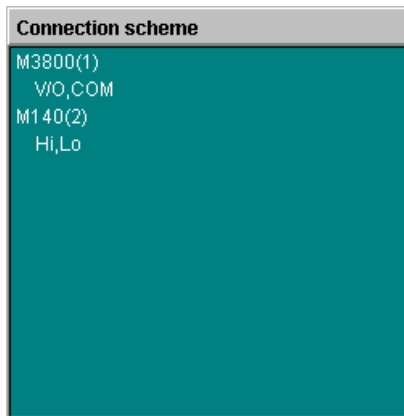 Connection scheme
M3800(1)
V/O,COM
M140(2)
Hi,Lo